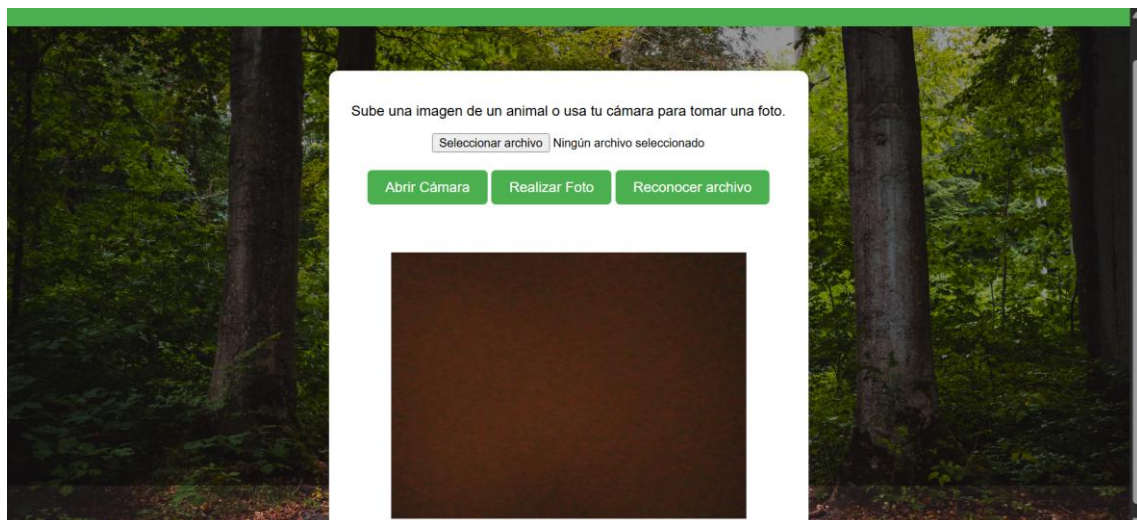 Sube una imagen de un animal o usa tu cámara para tomar una foto.
Seleccionar archivo Ningún archivo seleccionado
Abrir Cámara Realizar Foto Reconocer archivo